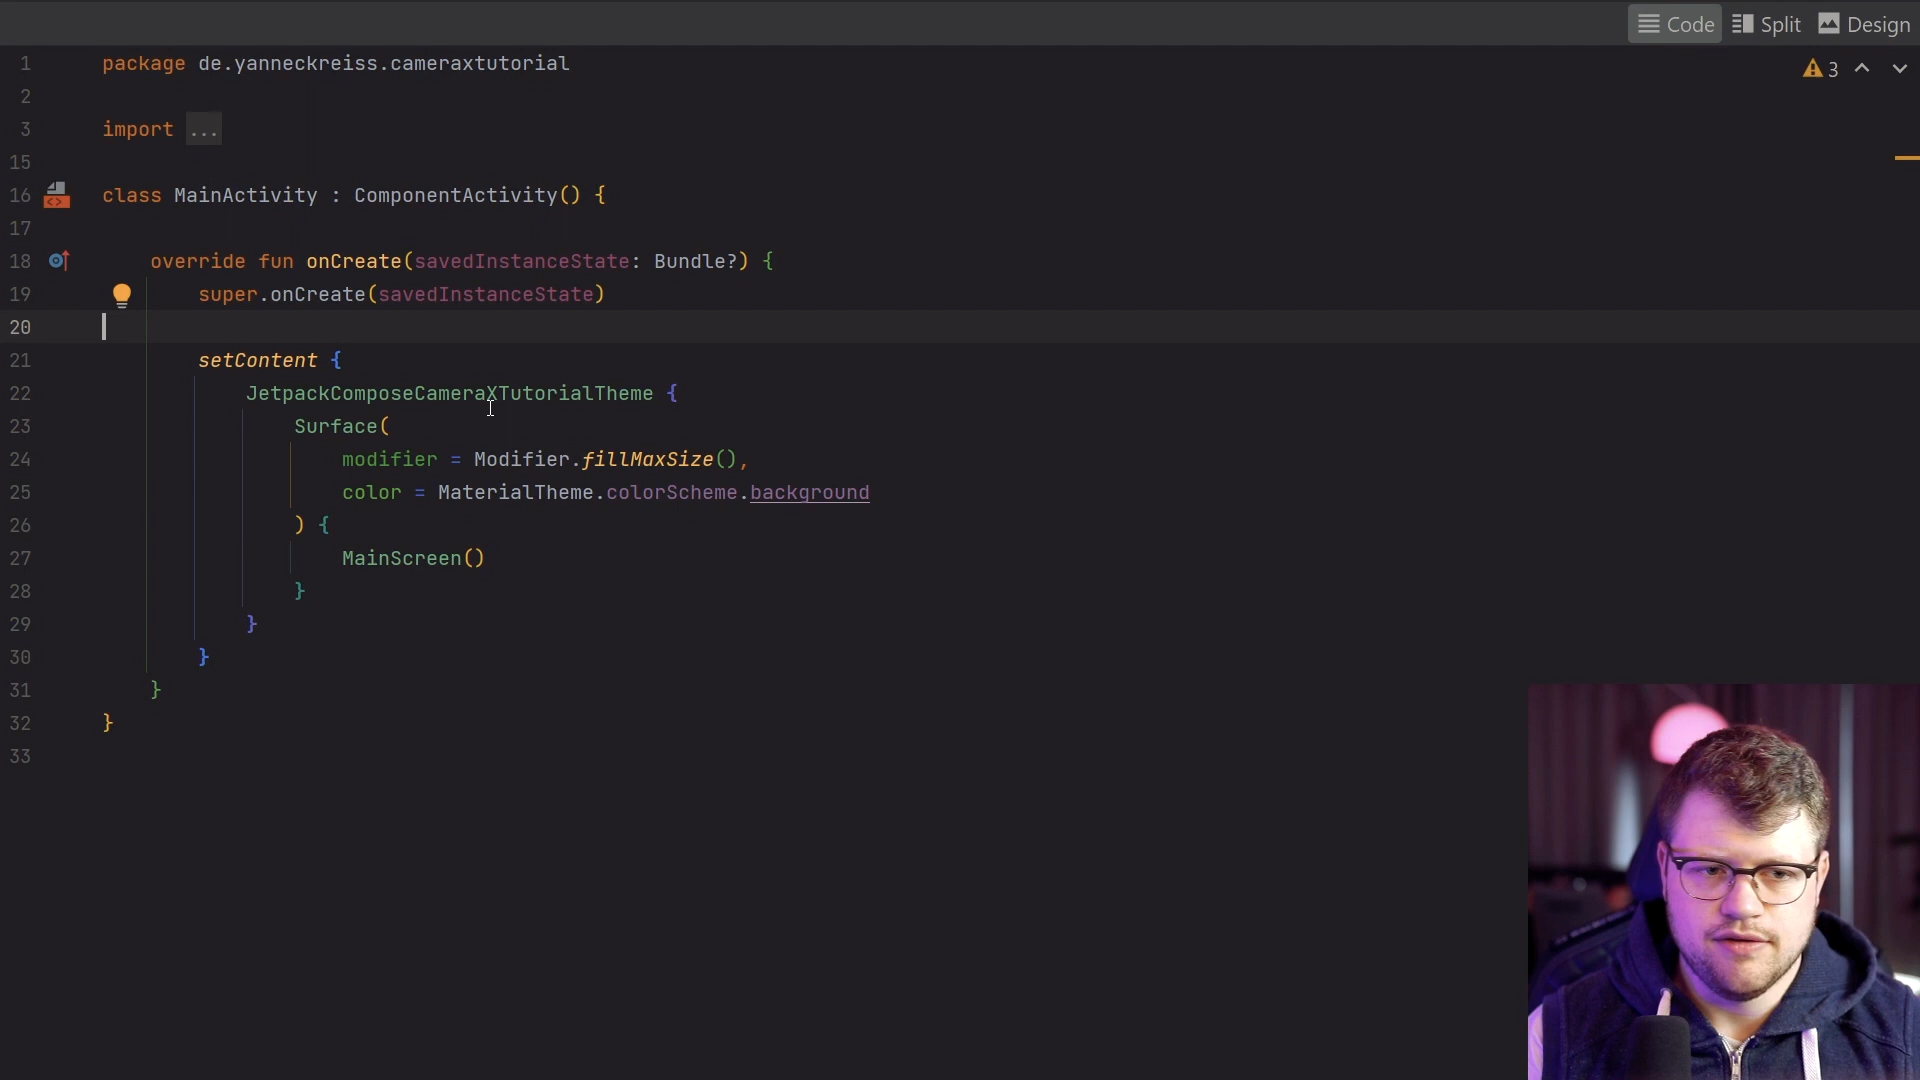 Code Split Design
1 package de.yanneckreiss.cameraxtutorial
3
2
3 import ...
15
16 class MainActivity : ComponentActivity() {
17
18 override fun onCreate(savedInstanceState: Bundle?) {
19 super.onCreate(savedInstanceState)
20
21 setContent {
22 JetpackComposeCameraXTutorialTheme {
23 Surface(
24 modifier = Modifier.fillMaxSize(),
25 color = MaterialTheme.colorScheme.background
26 ) {
27 MainScreen()
28 }
29 }
30 }
31 }
32 }
33